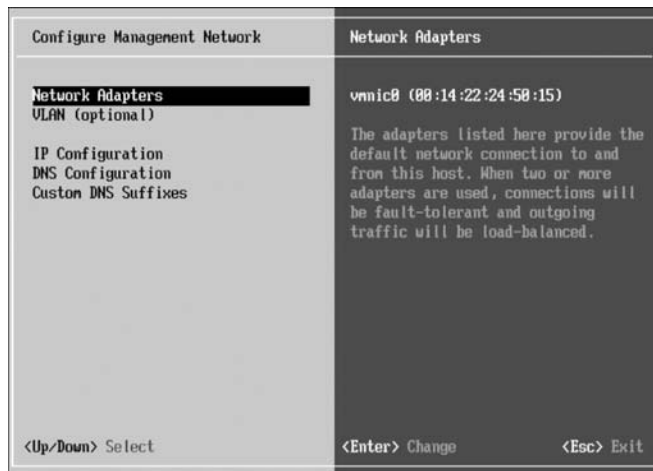 Configure Management Network
Network Adapters
Network Adapters
VLAN (optional)
IP Configuration
DNS Configuration
Custom DNS Suffixes
vmnic0 (00:14:22:24:50:15)
The adapters listed here provide the
default network connection to and
from this host. When two or more
adapters are used, connections will
be fault-tolerant and outgoing
traffic will be load-balanced.
<Up/Down> Select
<Enter> Change
<Esc> Exit